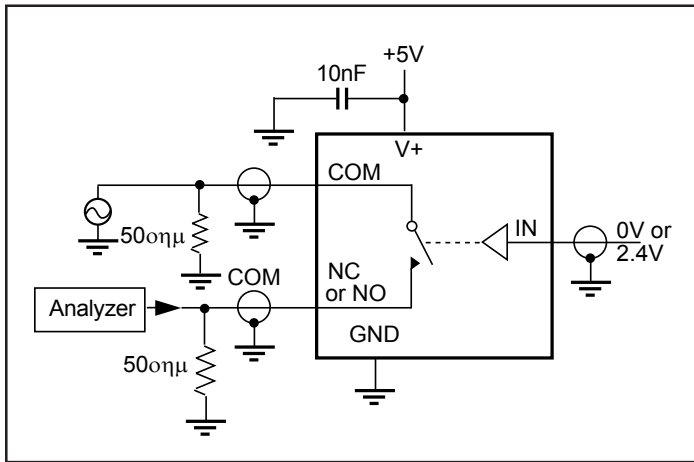 +5V
10nF
V+
COM
IN
0V or
2.4V
50οημ
COM
NC
or NO
Analyzer
GND
50οημ